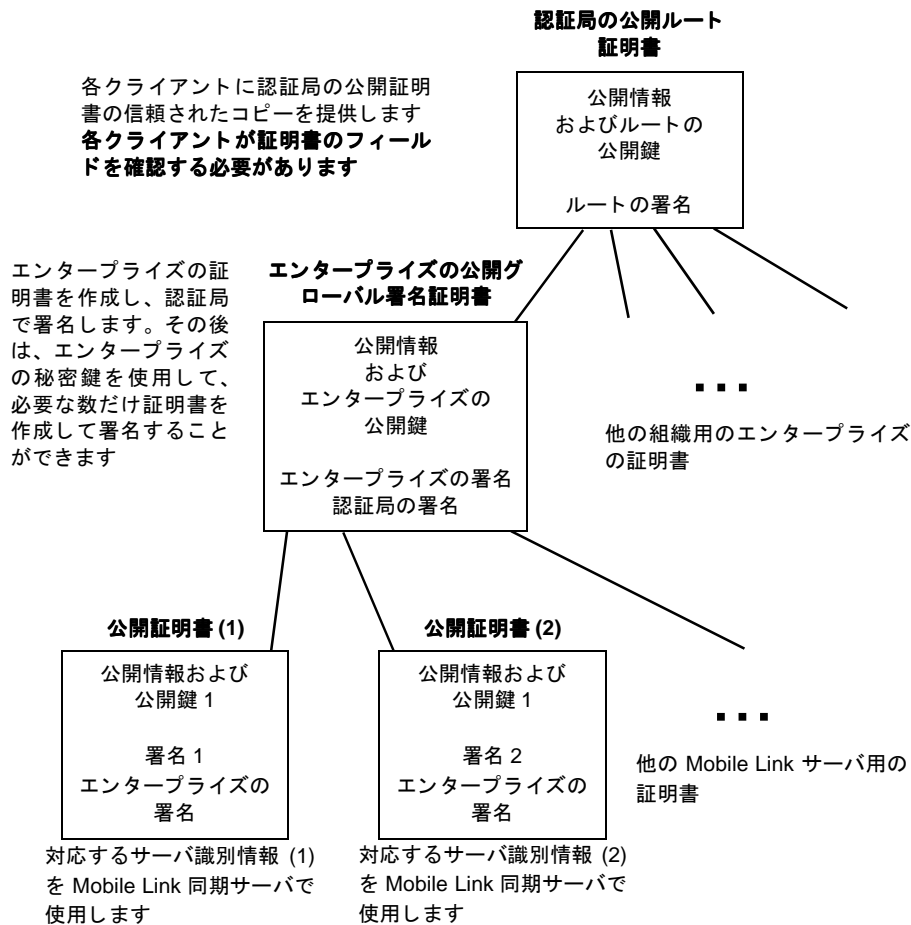 認証局の公開ルート
証明書
各クライアントに認証局の公開証明
書の信頼されたコピーを提供します
各クライアントが証明書のフィール
ドを確認する必要があります
公開情報
およびルートの
公開鍵
ルートの署名
エンタープライズの証
明書を作成し、認証局
で署名します。その後
は、エンタープライズ
の秘密鍵を使用して、
必要な数だけ証明書を
作成して署名すること
ができます
エンタープライズの公開グ
ローバル署名証明書
公開情報
および
エンタープライズの
公開鍵
エンタープライズの署名
認証局の署名
他の組織用のエンタープライズ
の証明書
公開証明書 (1)
公開情報および
公開鍵 1
署名 1
エンタープライズの
署名
対応するサーバ識別情報 (1)
を Mobile Link 同期サーバで
使用します
公開証明書 (2)
公開情報および
公開鍵 1
署名 2
エンタープライズの
署名
対応するサーバ識別情報 (2)
を Mobile Link 同期サーバで
使用します
他の Mobile Link サーバ用の
証明書